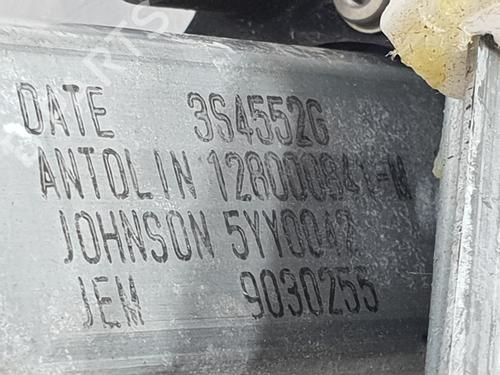 DATE 3S4552G
ANTOLIN 128000841-N
JOHNSON 5YY0042
JEM 9030255